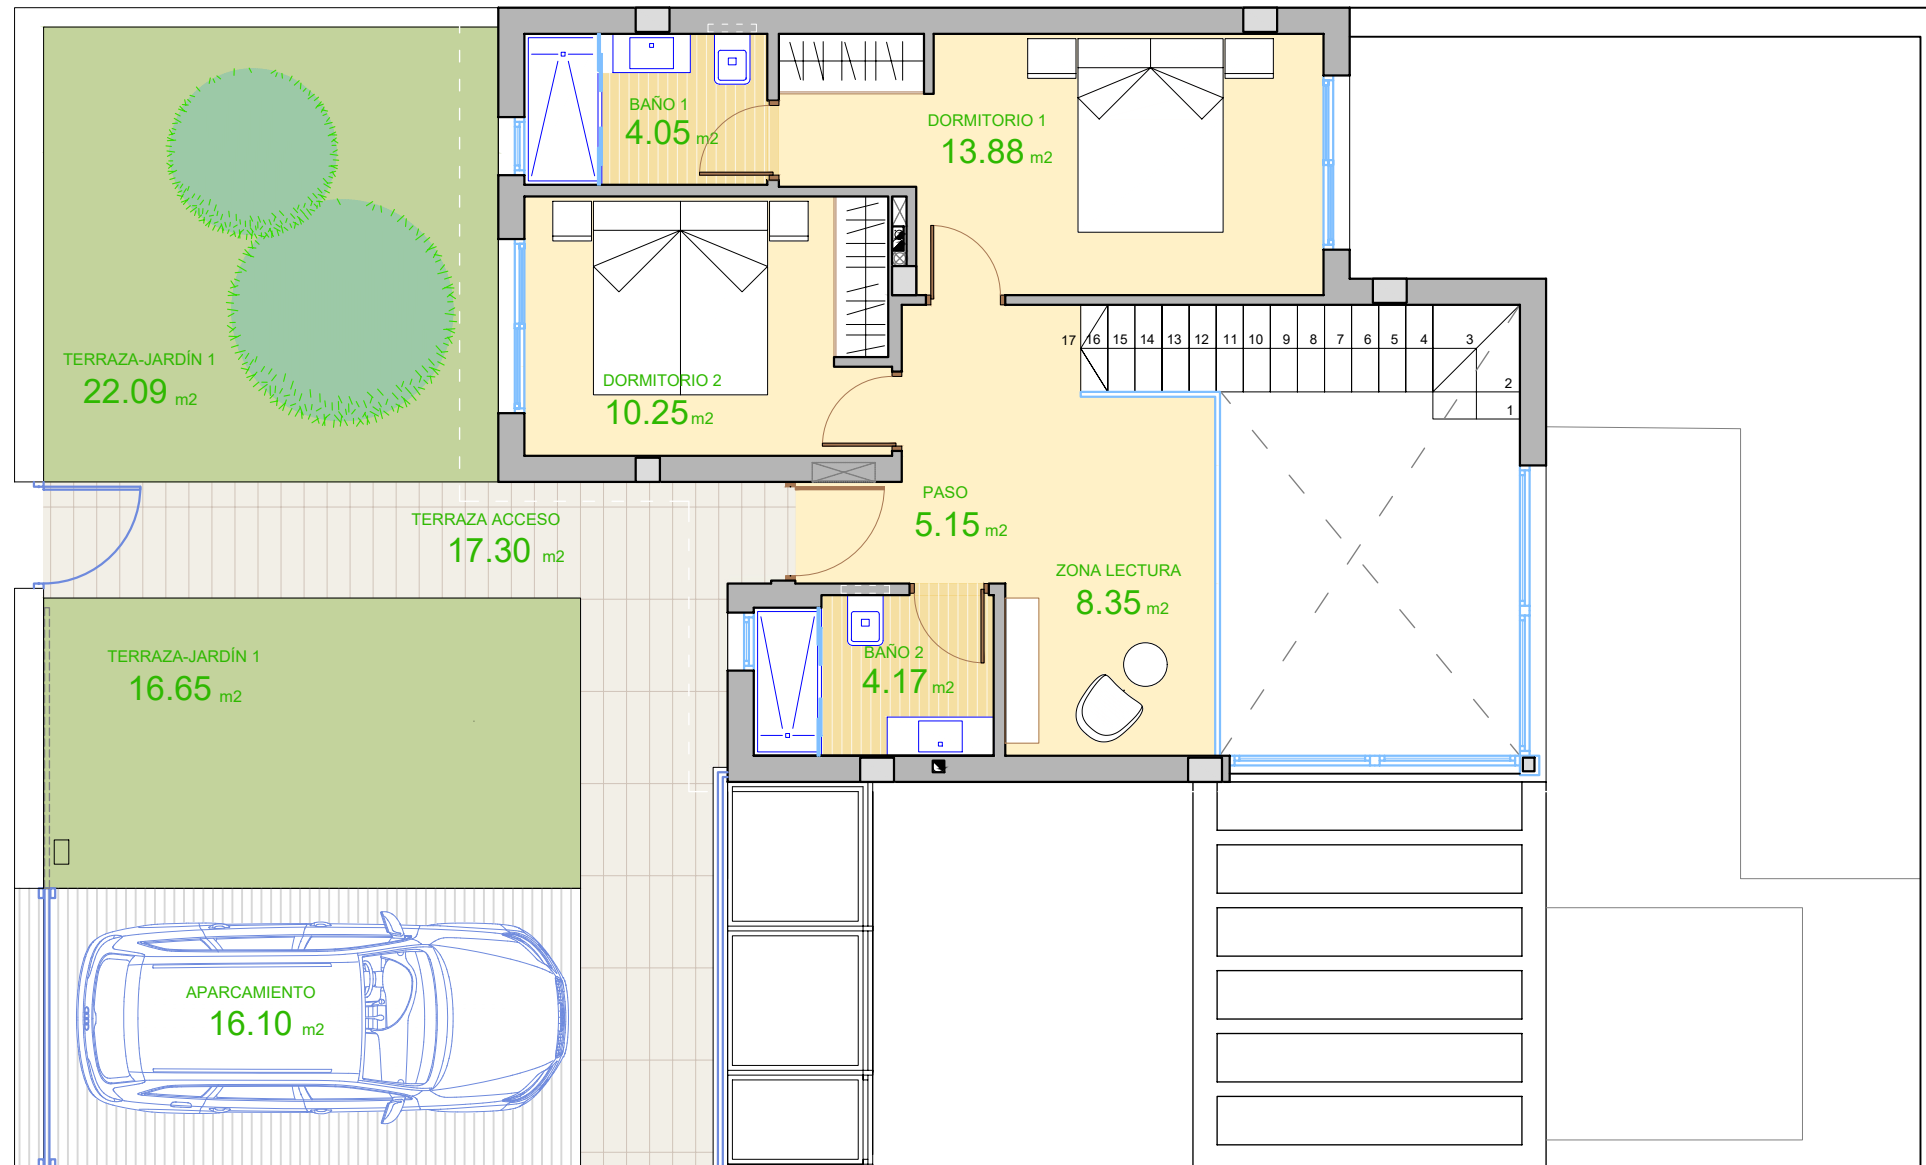 BAÑO 1
4.05 m2
DORMITORIO 1
13.88 m2
TERRAZA-JARDÍN 1
22.09 m2
DORMITORIO 2
10.25 m2
17 16 15 14 13 12 11 10 9 8 7 6 5 4 3
2
1
TERRAZA ACCESO
17.30 m2
PASO
5.15 m2
ZONA LECTURA
8.35 m2
TERRAZA-JARDÍN 1
16.65 m2
BAÑO 2
4.17 m2
APARCAMIENTO
16.10 m2